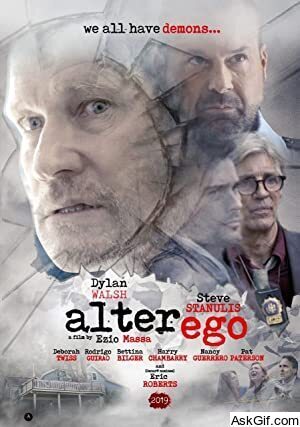 we all have demons...
Dylan
WALSH
Steve
STANULIS
alter ego
a film by Ezio Massa
Deborah TWISS Rodrigo GUIRAO Bettina BILGER Harry CHAMBARRY Nancy GUERRERO Pat PATERSON
and
Eric
ROBERTS
2019
AskGif.com